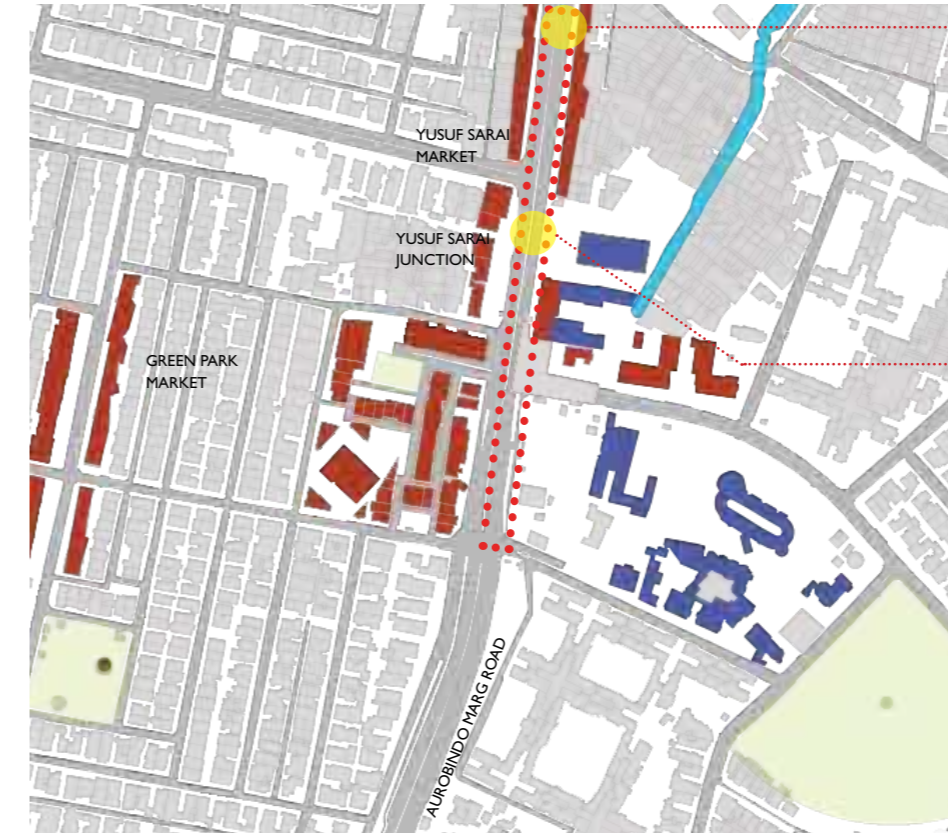 YUSUF SARAI
MARKET
YUSUF SARAI
JUNCTION
GREEN PARK
MARKET
AUROBINDO MARG ROAD